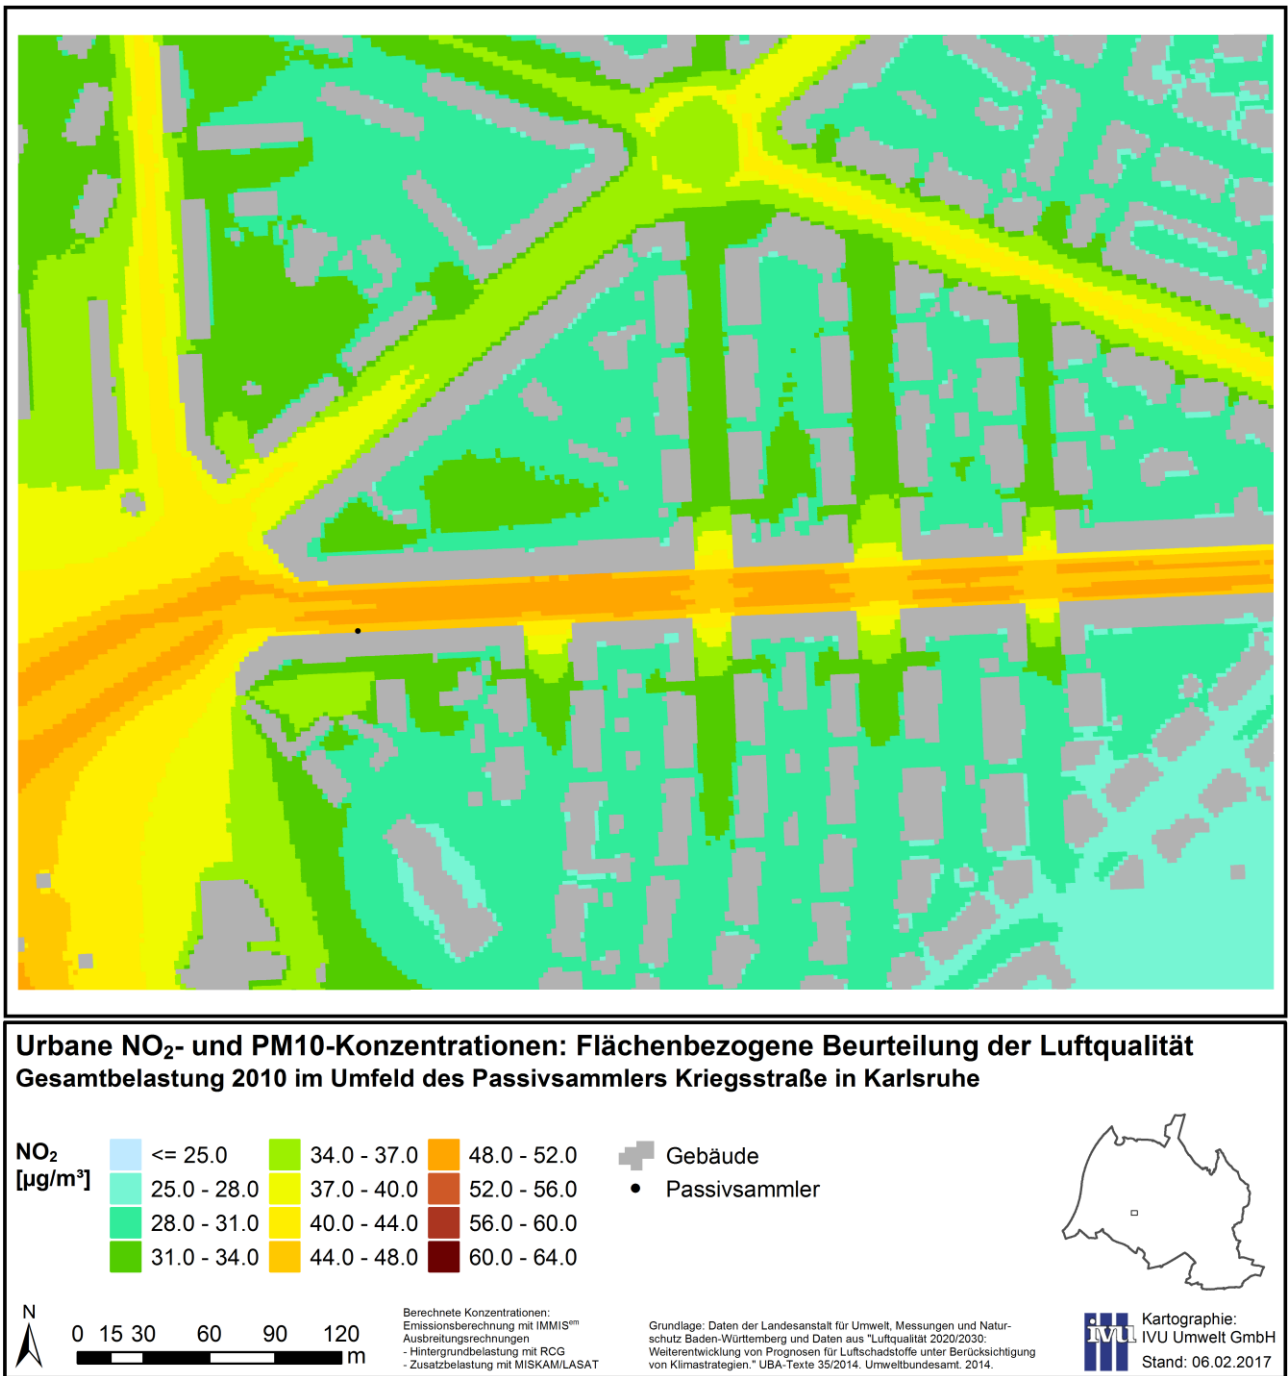 Urbane NO₂- und PM10-Konzentrationen: Flächenbezogene Beurteilung der Luftqualität
Gesamtbelastung 2010 im Umfeld des Passivsammlers Kriegsstraße in Karlsruhe
NO₂
[µg/m³]
<= 25.0
25.0 - 28.0
28.0 - 31.0
31.0 - 34.0
34.0 - 37.0
37.0 - 40.0
40.0 - 44.0
44.0 - 48.0
48.0 - 52.0
52.0 - 56.0
56.0 - 60.0
60.0 - 64.0
Gebäude
Passivsammler
N
0 15 30 60 90 120
m
Berechnete Konzentrationen:
Emissionsberechnung mit IMMISᵉᵐ
Ausbreitungsrechnungen
- Hintergrundbelastung mit RCG
- Zusatzbelastung mit MISKAM/LASAT
Grundlage: Daten der Landesanstalt für Umwelt, Messungen und Natur-
schutz Baden-Württemberg und Daten aus "Luftqualität 2020/2030:
Weiterentwicklung von Prognosen für Luftschadstoffe unter Berücksichtigung
von Klimastrategien." UBA-Texte 35/2014. Umweltbundesamt. 2014.
ivu
Kartographie:
IVU Umwelt GmbH
Stand: 06.02.2017